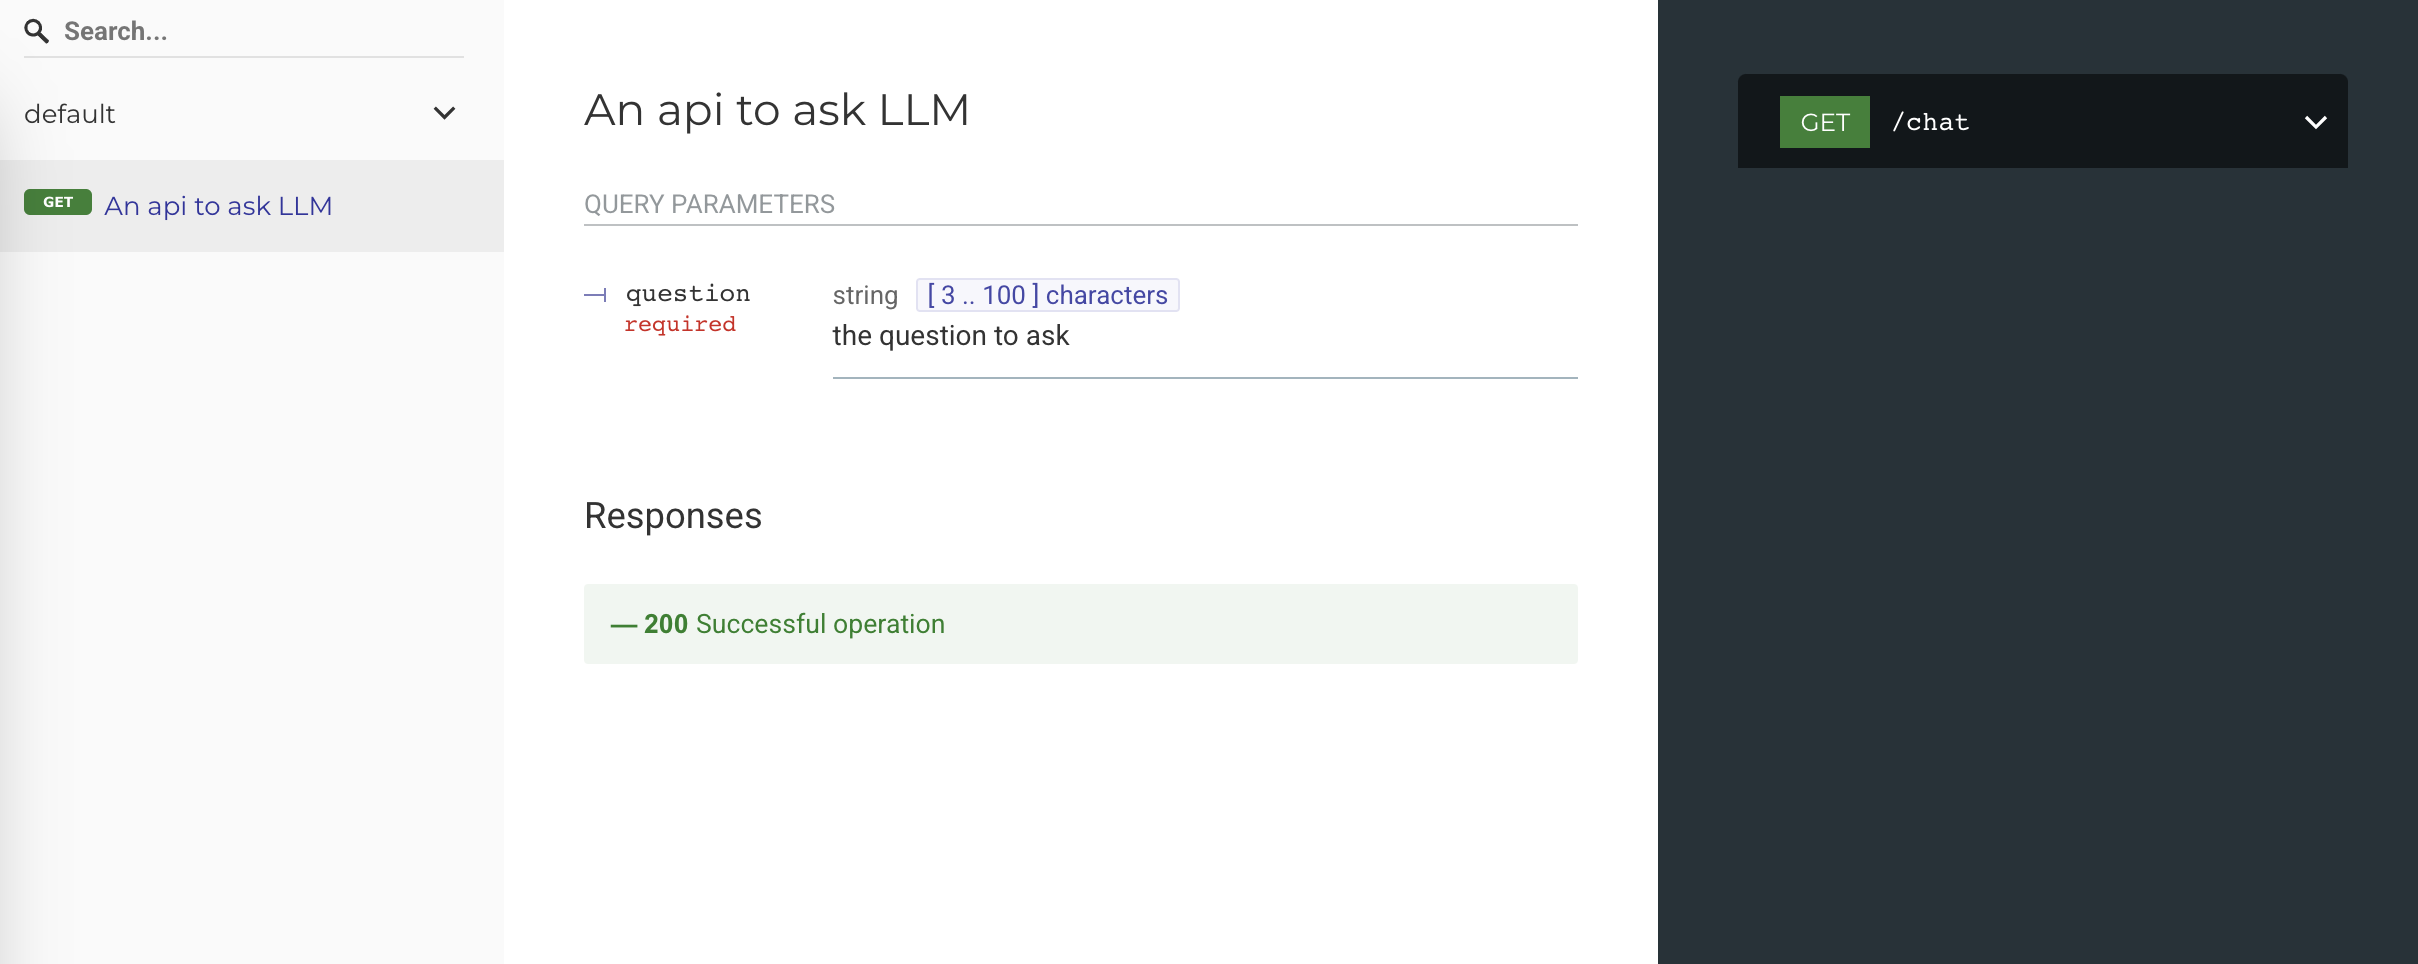 Search...
default
GET An api to ask LLM
An api to ask LLM
QUERY PARAMETERS
question
required
string [ 3 .. 100 ] characters
the question to ask
Responses
— 200 Successful operation
GET /chat